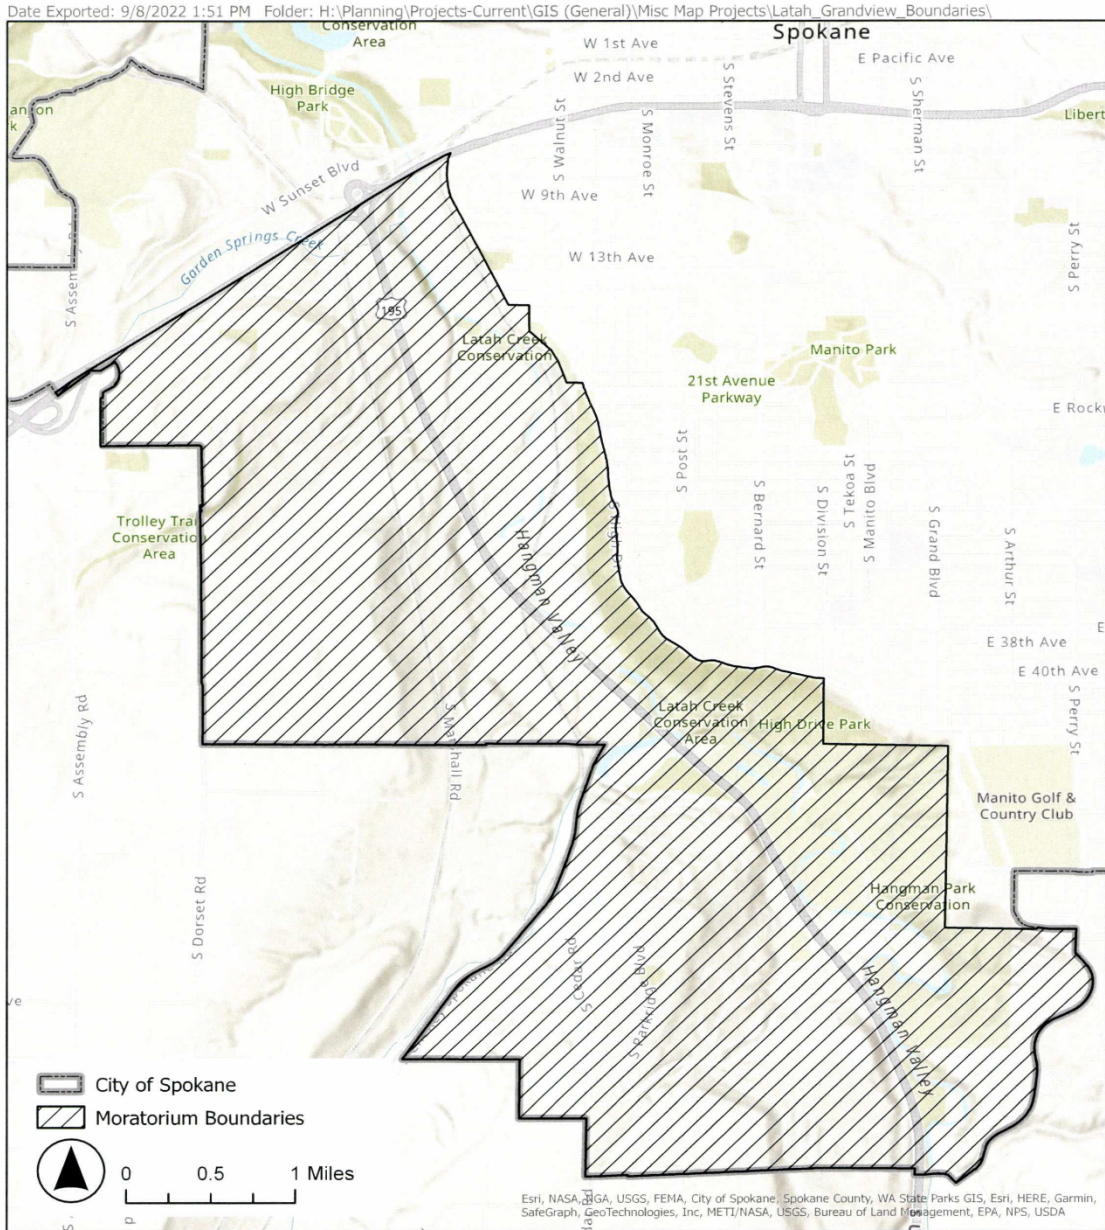 Date Exported: 9/8/2022 1:51 PM Folder: H:\Planning\Projects-Current\GIS (General)\Misc Map Projects\Latah_Grandview_Boundaries\
Conservation
Area
Spokane
W 1st Ave
E Pacific Ave
W 2nd Ave
High Bridge
Park
S Stevens St
S Sherman St
S Walnut St
S Monroe St
W Sunset Blvd
W 9th Ave
Garden Springs Creek
W 13th Ave
S Perry St
195
Latah Creek
Conservation
Manito Park
21st Avenue
Parkway
S Post St
S Bernard St
S Division St
S Tekoa St
S Manito Blvd
S Grand Blvd
S Arthur St
Trolley Trail
Conservation
Area
Hangman Valley
E 38th Ave
E 40th Ave
S Perry St
S Assembly Rd
S Marshall Rd
Latah Creek
Conservation
Area
High Drive Park
Manito Golf &
Country Club
Hangman Park
Conservation
S Dorset Rd
S Cedar Rd
S Parkridge Blvd
Hangman Valley
City of Spokane
Moratorium Boundaries
0 0.5 1 Miles
Esri, NASA, NGA, USGS, FEMA, City of Spokane, Spokane County, WA State Parks GIS, Esri, HERE, Garmin,
SafeGraph, GeoTechnologies, Inc, METI/NASA, USGS, Bureau of Land Management, EPA, NPS, USDA